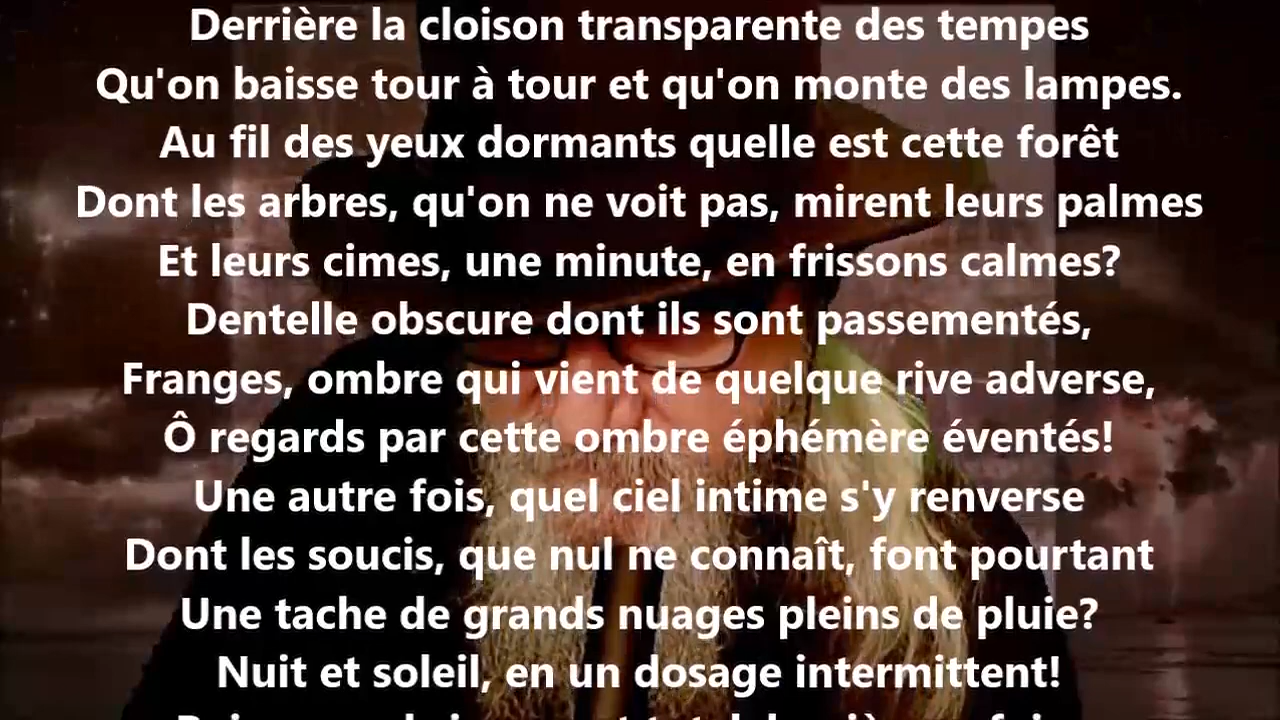 Derrière la cloison transparente des tempes
Qu'on baisse tour à tour et qu'on monte des lampes.
Au fil des yeux dormants quelle est cette forêt
Dont les arbres, qu'on ne voit pas, mirent leurs palmes
Et leurs cimes, une minute, en frissons calmes?
Dentelle obscure dont ils sont passementés,
Franges, ombre qui vient de quelque rive adverse,
Ô regards par cette ombre éphémère éventés!
Une autre fois, quel ciel intime s'y renverse
Dont les soucis, que nul ne connaît, font pourtant
Une tache de grands nuages pleins de pluie?
Nuit et soleil, en un dosage intermittent!